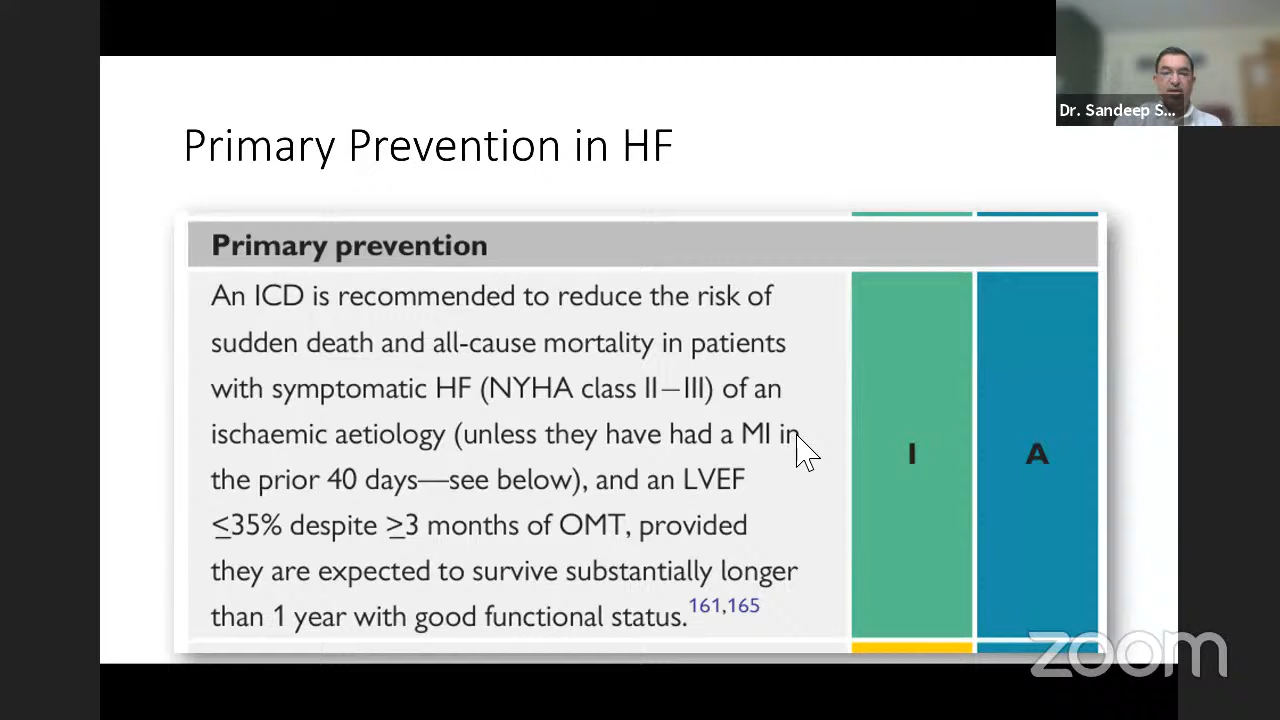 Dr. Sandeep S...
Primary Prevention in HF
Primary prevention
An ICD is recommended to reduce the risk of
sudden death and all-cause mortality in patients
with symptomatic HF (NYHA class II–III) of an
ischaemic aetiology (unless they have had a MI in
the prior 40 days—see below), and an LVEF
≤35% despite ≥3 months of OMT, provided
they are expected to survive substantially longer
than 1 year with good functional status.161,165
I
A
zoom